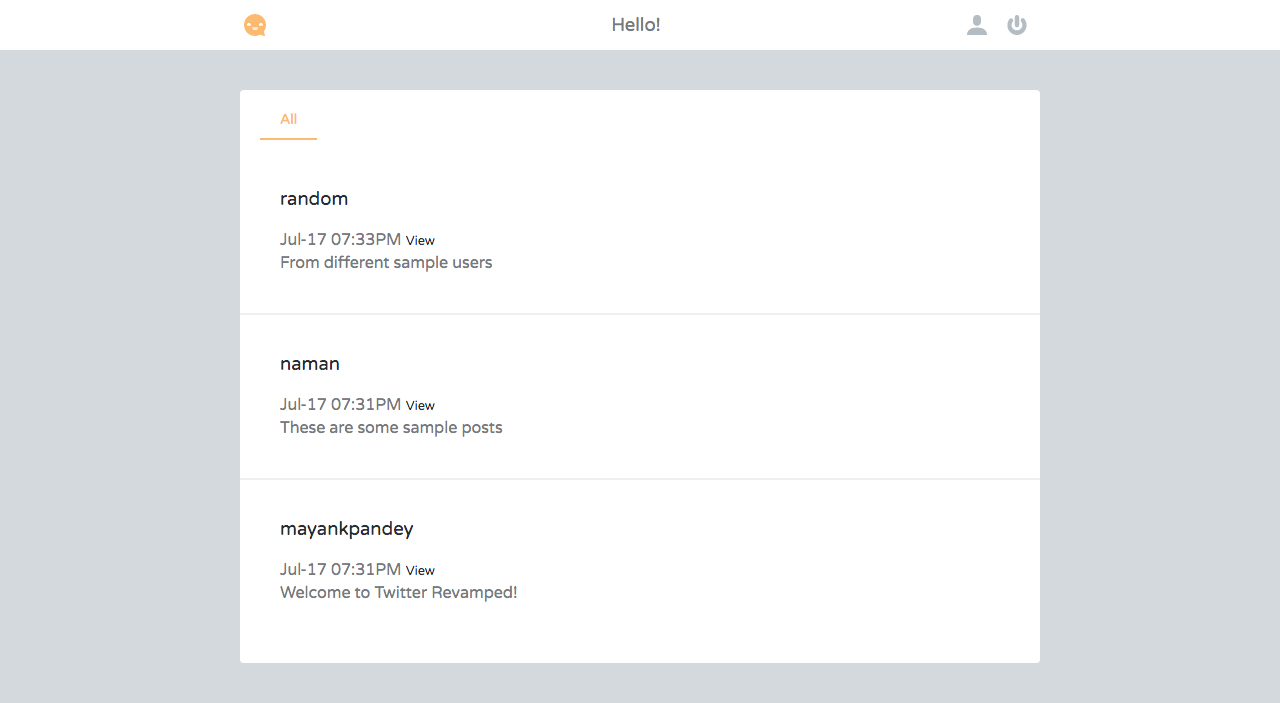 Hello!
All
random
Jul-17 07:33PM View
From different sample users
naman
Jul-17 07:31PM View
These are some sample posts
mayankpandey
Jul-17 07:31PM View
Welcome to Twitter Revamped!